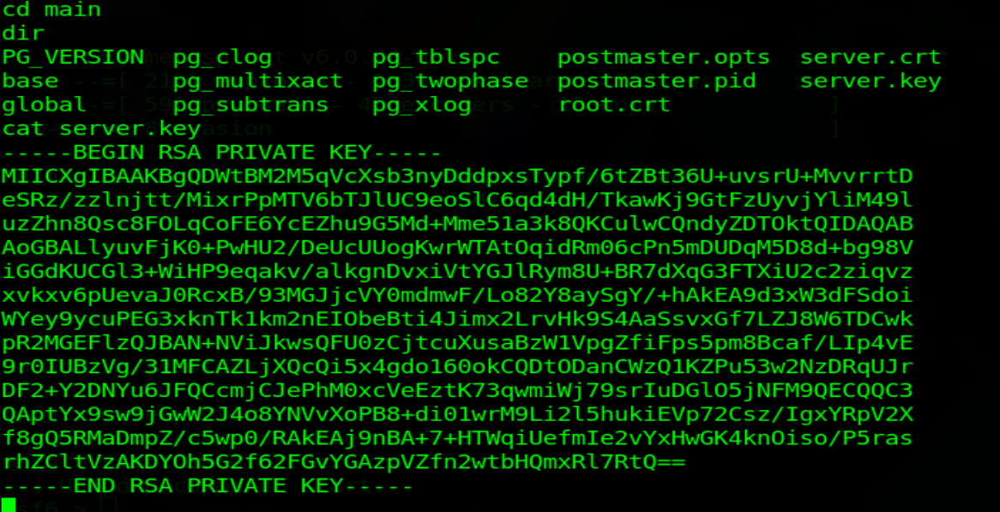 cd main
dir
PG_VERSION pg_clog pg_tblspc postmaster.opts server.crt
base pg_multixact pg_twophase postmaster.pid server.key
global pg_subtrans pg_xlog root.crt
cat server.key
-----BEGIN RSA PRIVATE KEY-----
MIICXgIBAAKBgQDWtBM2M5qVcXsb3nyDddpxsTypf/6tZBt36U+uvsrU+MvvrrtD
eSRz/zzlnjtt/MixrPpMTV6bTJlUC9eoSlC6qd4dH/TkawKj9GtFzUyvjYliM49l
uzZhn8Qsc8FOLqCoFE6YcEZhu9G5Md+Mme51a3k8QKCulwCQndyZDTOktQIDAQAB
AoGBALlyuvFjK0+PwHU2/DeUcUUogKwrWTAtOqidRm06cPn5mDUDqM5D8d+bg98V
iGGdKUCGl3+WiHP9eqakv/alkgnDvxiVtYGJlRym8U+BR7dXqG3FTXiU2c2ziqvz
xvkxv6pUevaJ0RcxB/93MGJjcVY0mdmwF/Lo82Y8aySgY/+hAkEA9d3xW3dFSdoi
WYey9ycuPEG3xknTk1km2nEIObeBti4Jimx2LrvHk9S4AaSsvxGf7LZJ8W6TDCwk
pR2MGEFlzQJBAN+NViJkwsQFU0zCjtcuXusaBzW1VpgZfiFps5pm8Bcaf/LIp4vE
9r0IUBzVg/31MFCAZLjXQcQi5x4gdo160okCQDtODanCWzQ1KZPu53w2NzDRqUJr
DF2+Y2DNYu6JFQCcmjCJePhM0xcVeEztK73qwmiWj79srIuDGlO5jNFM9QECQQC3
QAptYx9sw9jGwW2J4o8YNVvXoPB8+di01wrM9Li2l5hukiEVp72Csz/IgxYRpV2X
f8gQ5RMaDmpZ/c5wp0/RAkEAj9nBA+7+HTWqiUefmIe2vYxHwGK4knOiso/P5ras
rhZCltVzAKDYOh5G2f62FGvYGAzpVZfn2wtbHQmxRl7RtQ==
-----END RSA PRIVATE KEY-----